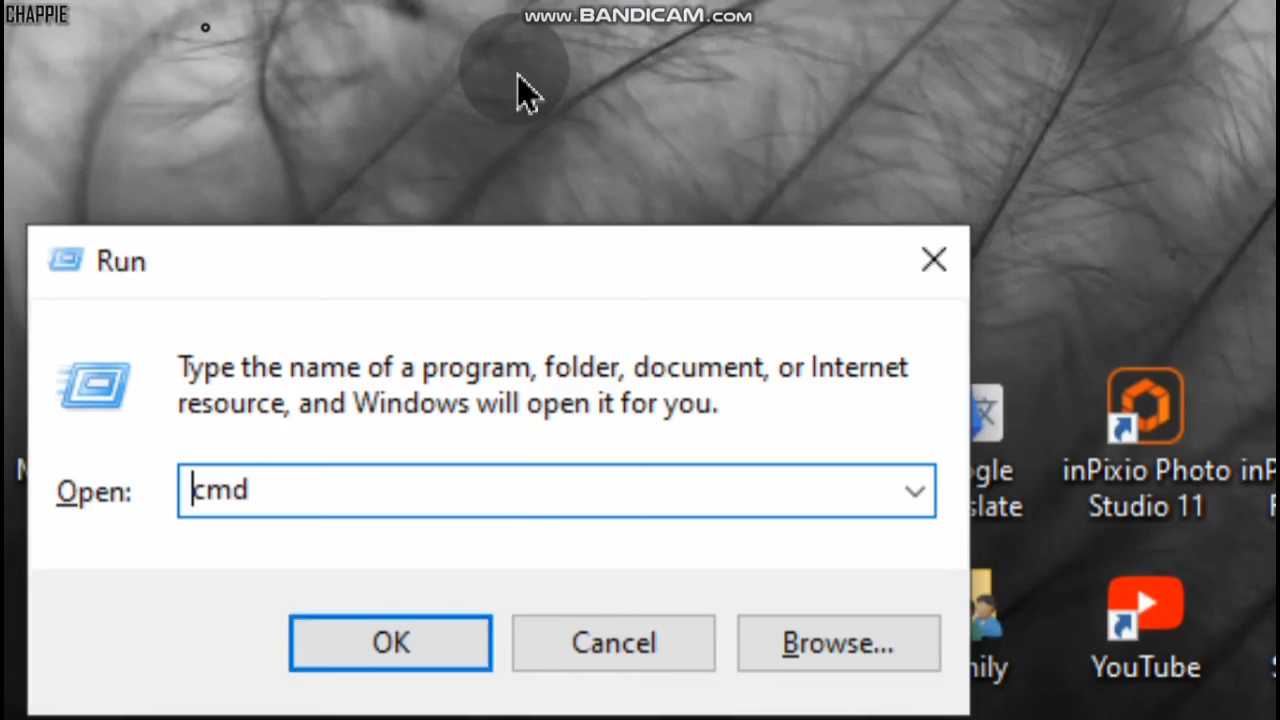 CHAPPIE
www.BANDICAM.com
Run
Type the name of a program, folder, document, or Internet
resource, and Windows will open it for you.
Open:
cmd
OK
Cancel
Browse...
inPixio Photo
Studio 11
YouTube